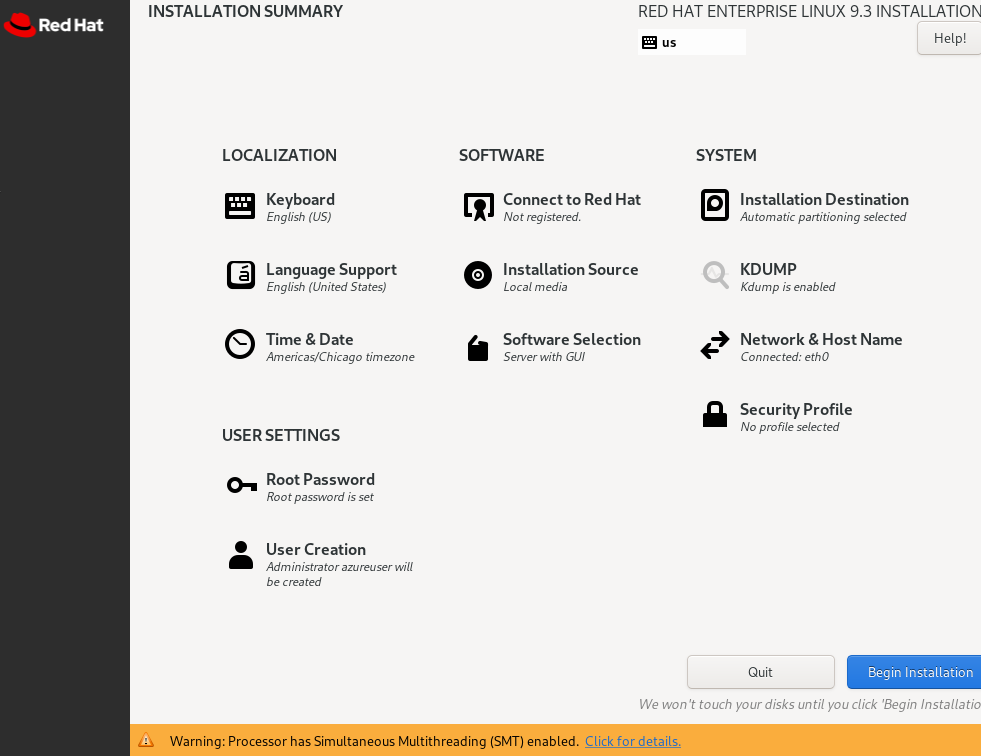 Red Hat
INSTALLATION SUMMARY
RED HAT ENTERPRISE LINUX 9.3 INSTALLATION
us
Help!
LOCALIZATION
Keyboard
English (US)
Language Support
English (United States)
Time & Date
Americas/Chicago timezone
SOFTWARE
Connect to Red Hat
Not registered.
Installation Source
Local media
Software Selection
Server with GUI
SYSTEM
Installation Destination
Automatic partitioning selected
KDUMP
Kdump is enabled
Network & Host Name
Connected: eth0
Security Profile
No profile selected
USER SETTINGS
Root Password
Root password is set
User Creation
Administrator azureuser will
be created
Quit
Begin Installation
We won't touch your disks until you click 'Begin Installatio
Warning: Processor has Simultaneous Multithreading (SMT) enabled. Click for details.